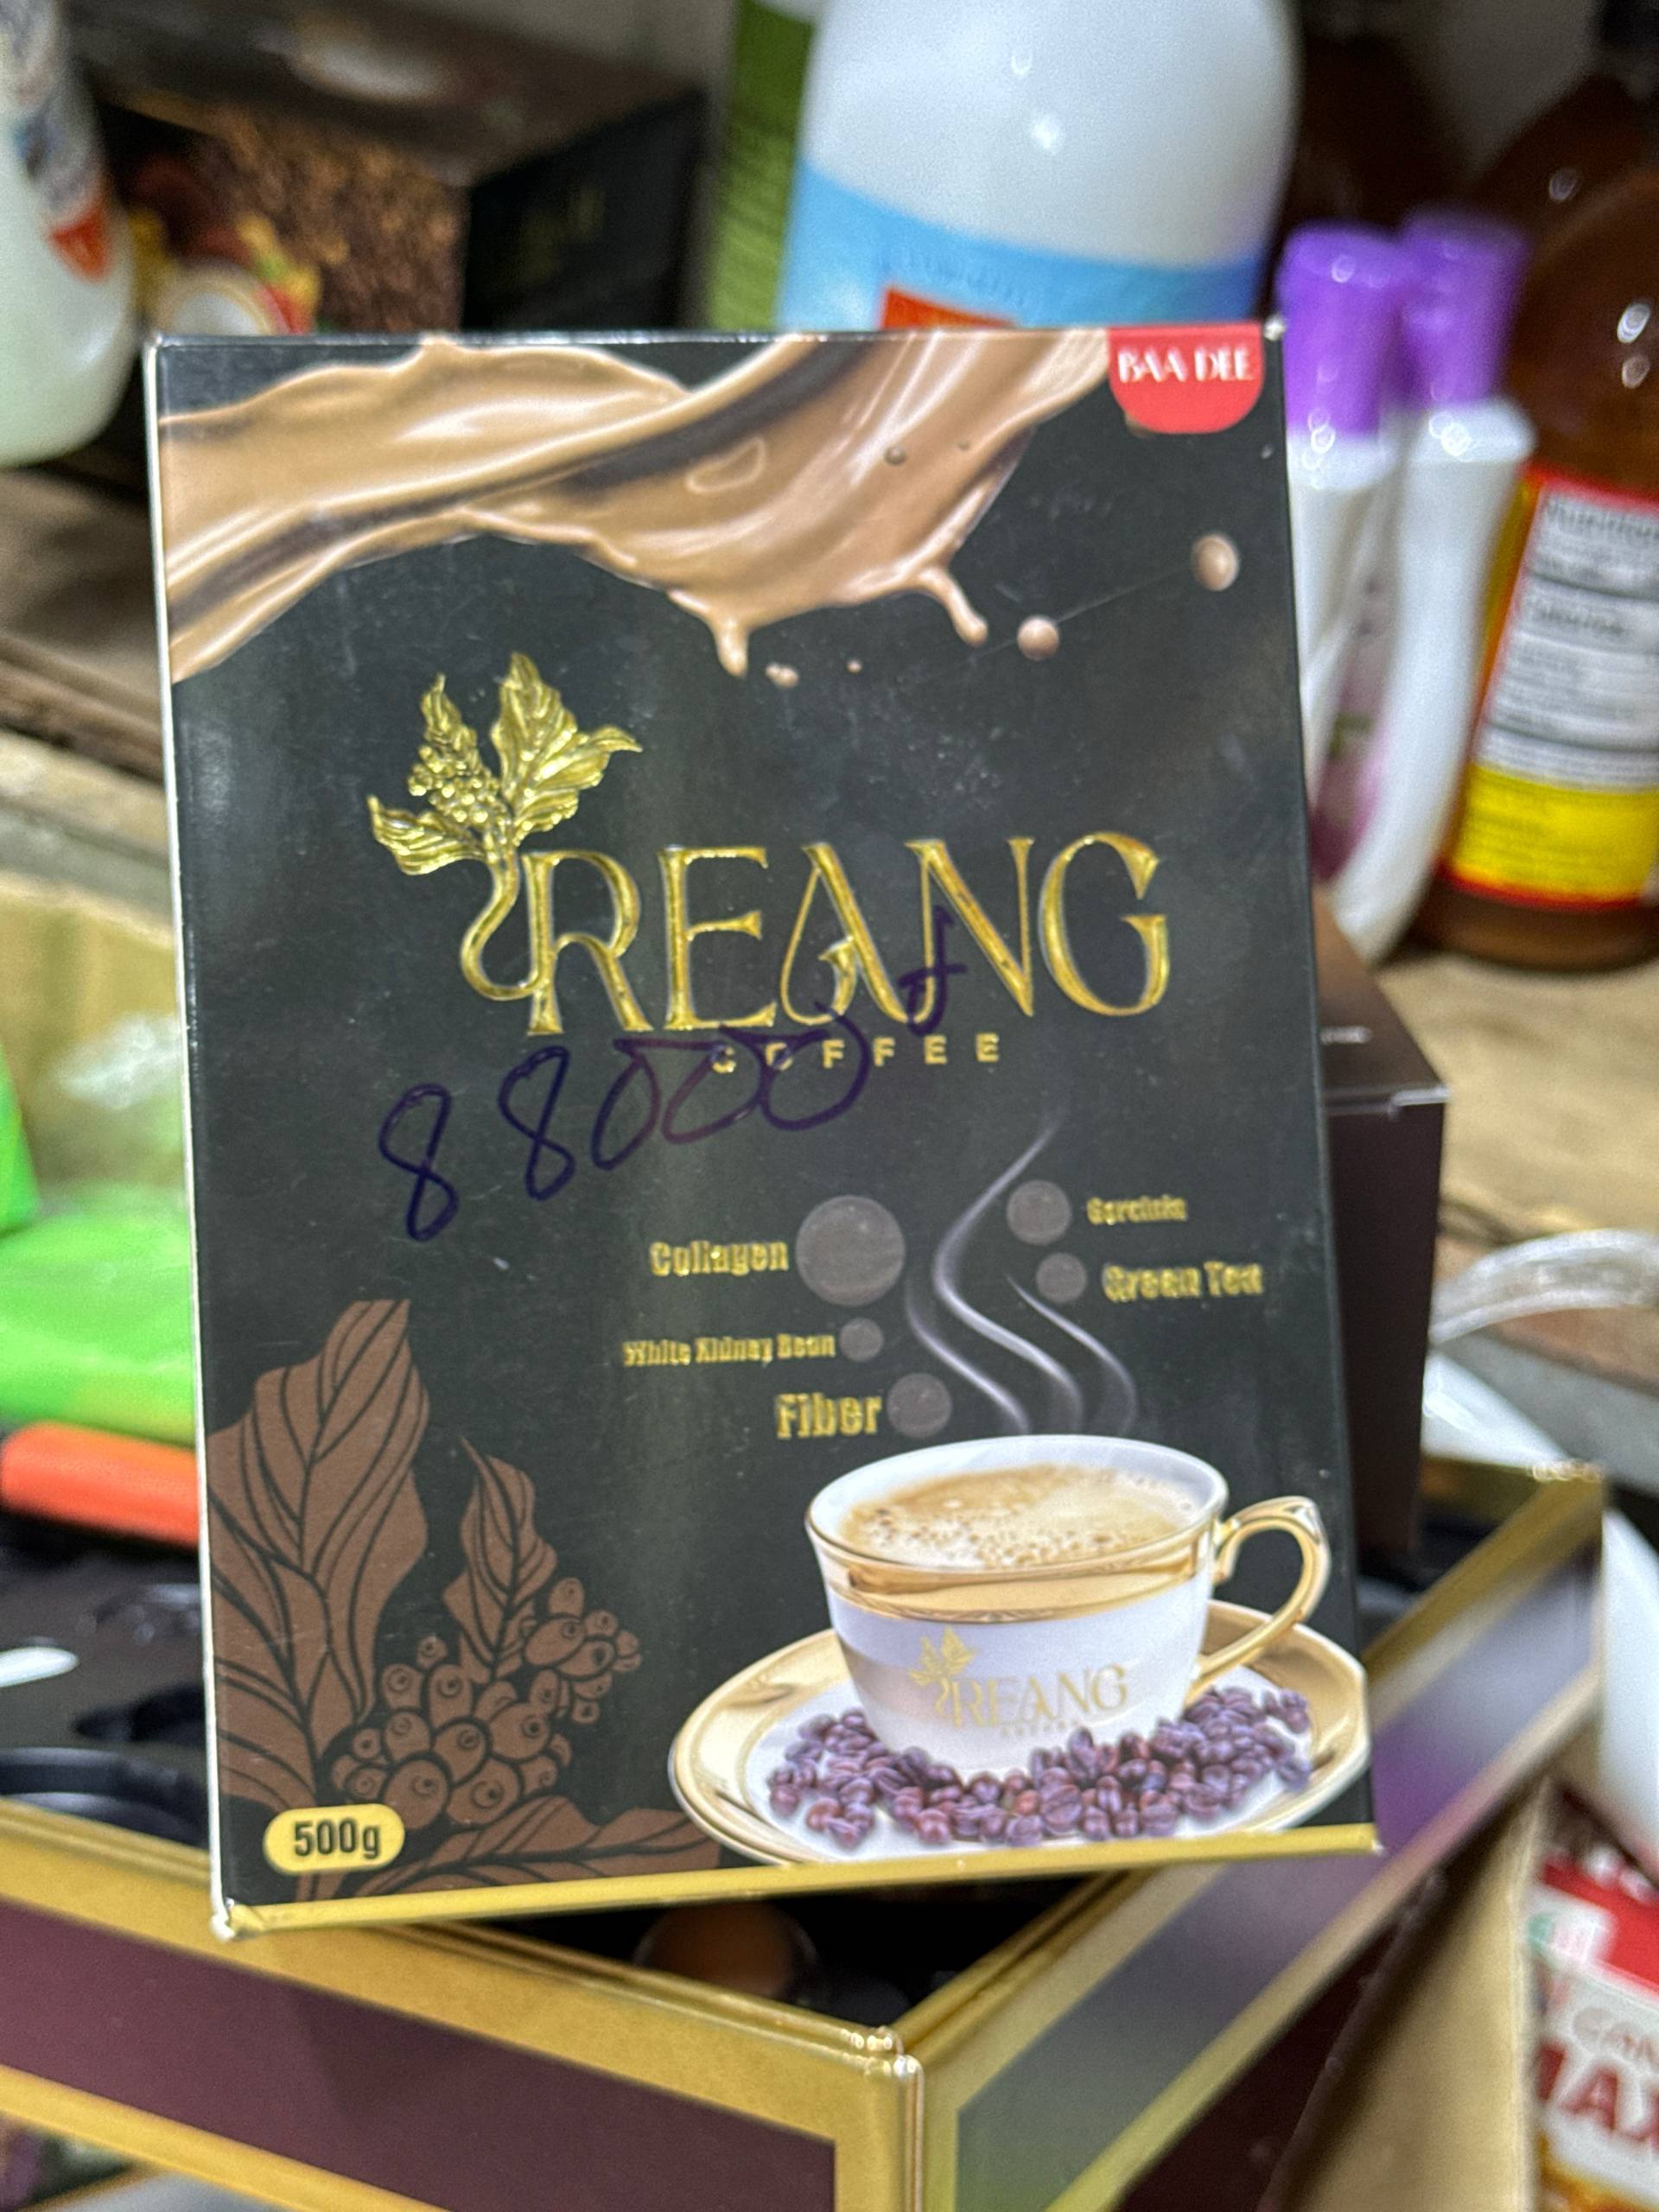 BAA DEE
REANG
COFFEE
88000
Collagen
Garcinia
Green Tea
White Kidney Bean
Fiber
REANG
500g